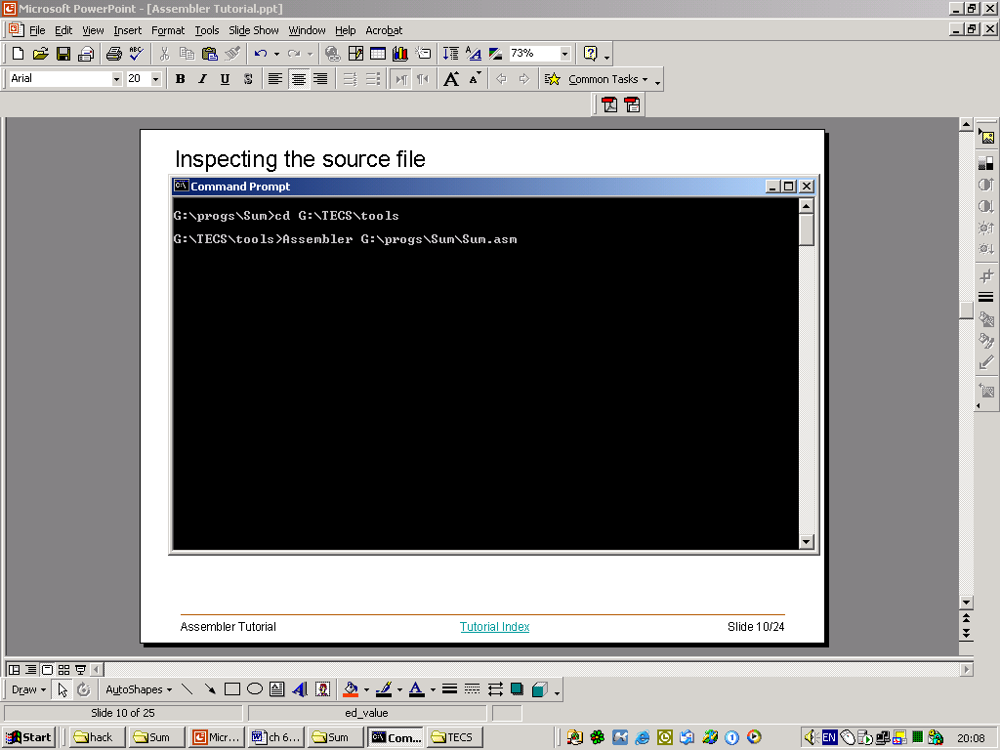 Microsoft PowerPoint - [Assembler Tutorial.ppt]
File Edit View Insert Format Tools Slide Show Window Help Acrobat
73%
Arial 20 B I U S Common Tasks
Inspecting the source file
Command Prompt
G:\progs\Sum>cd G:\TECS\tools
G:\TECS\tools>Assembler G:\progs\Sum\Sum.asm
Assembler Tutorial Tutorial Index Slide 10/24
Draw AutoShapes
Slide 10 of 25 ed_value
Start hack Sum Micr... ch 6... Sum Com... TECS EN 20:08